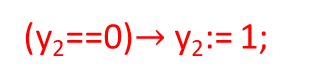 (y₂==0)→ y₂:= 1;